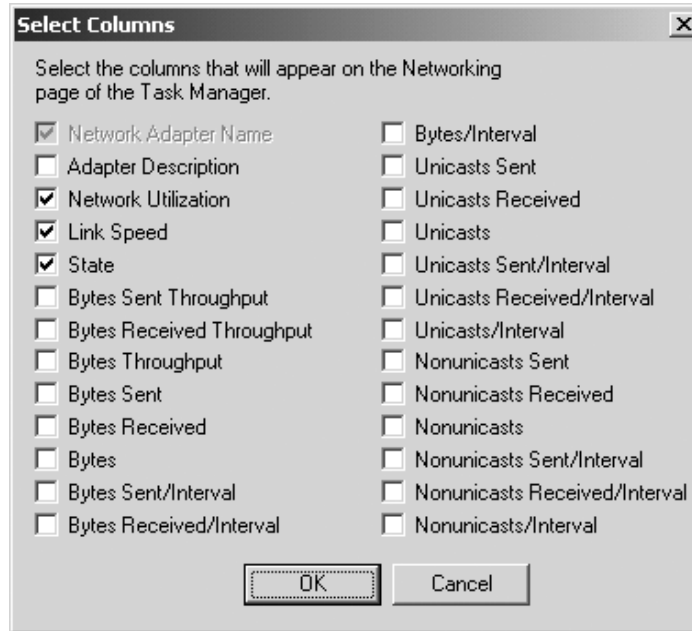 Select Columns
Select the columns that will appear on the Networking
page of the Task Manager.
Network Adapter Name
Adapter Description
Network Utilization
Link Speed
State
Bytes Sent Throughput
Bytes Received Throughput
Bytes Throughput
Bytes Sent
Bytes Received
Bytes
Bytes Sent/Interval
Bytes Received/Interval
Bytes/Interval
Unicasts Sent
Unicasts Received
Unicasts
Unicasts Sent/Interval
Unicasts Received/Interval
Unicasts/Interval
Nonunicasts Sent
Nonunicasts Received
Nonunicasts
Nonunicasts Sent/Interval
Nonunicasts Received/Interval
Nonunicasts/Interval
OK
Cancel